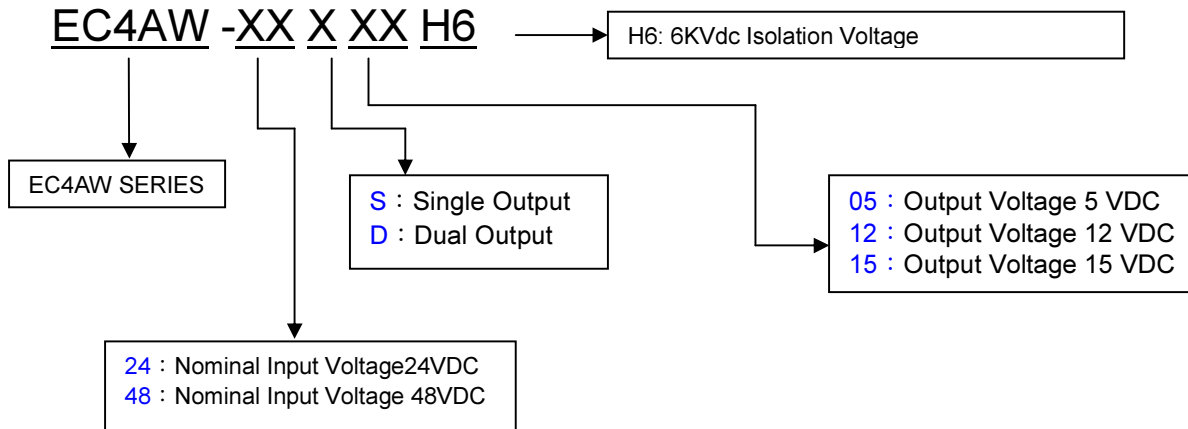 EC4AW -XX X XX H6
H6: 6KVdc Isolation Voltage
EC4AW SERIES
S：Single Output
D：Dual Output
05：Output Voltage 5 VDC
12：Output Voltage 12 VDC
15：Output Voltage 15 VDC
24：Nominal Input Voltage24VDC
48：Nominal Input Voltage 48VDC